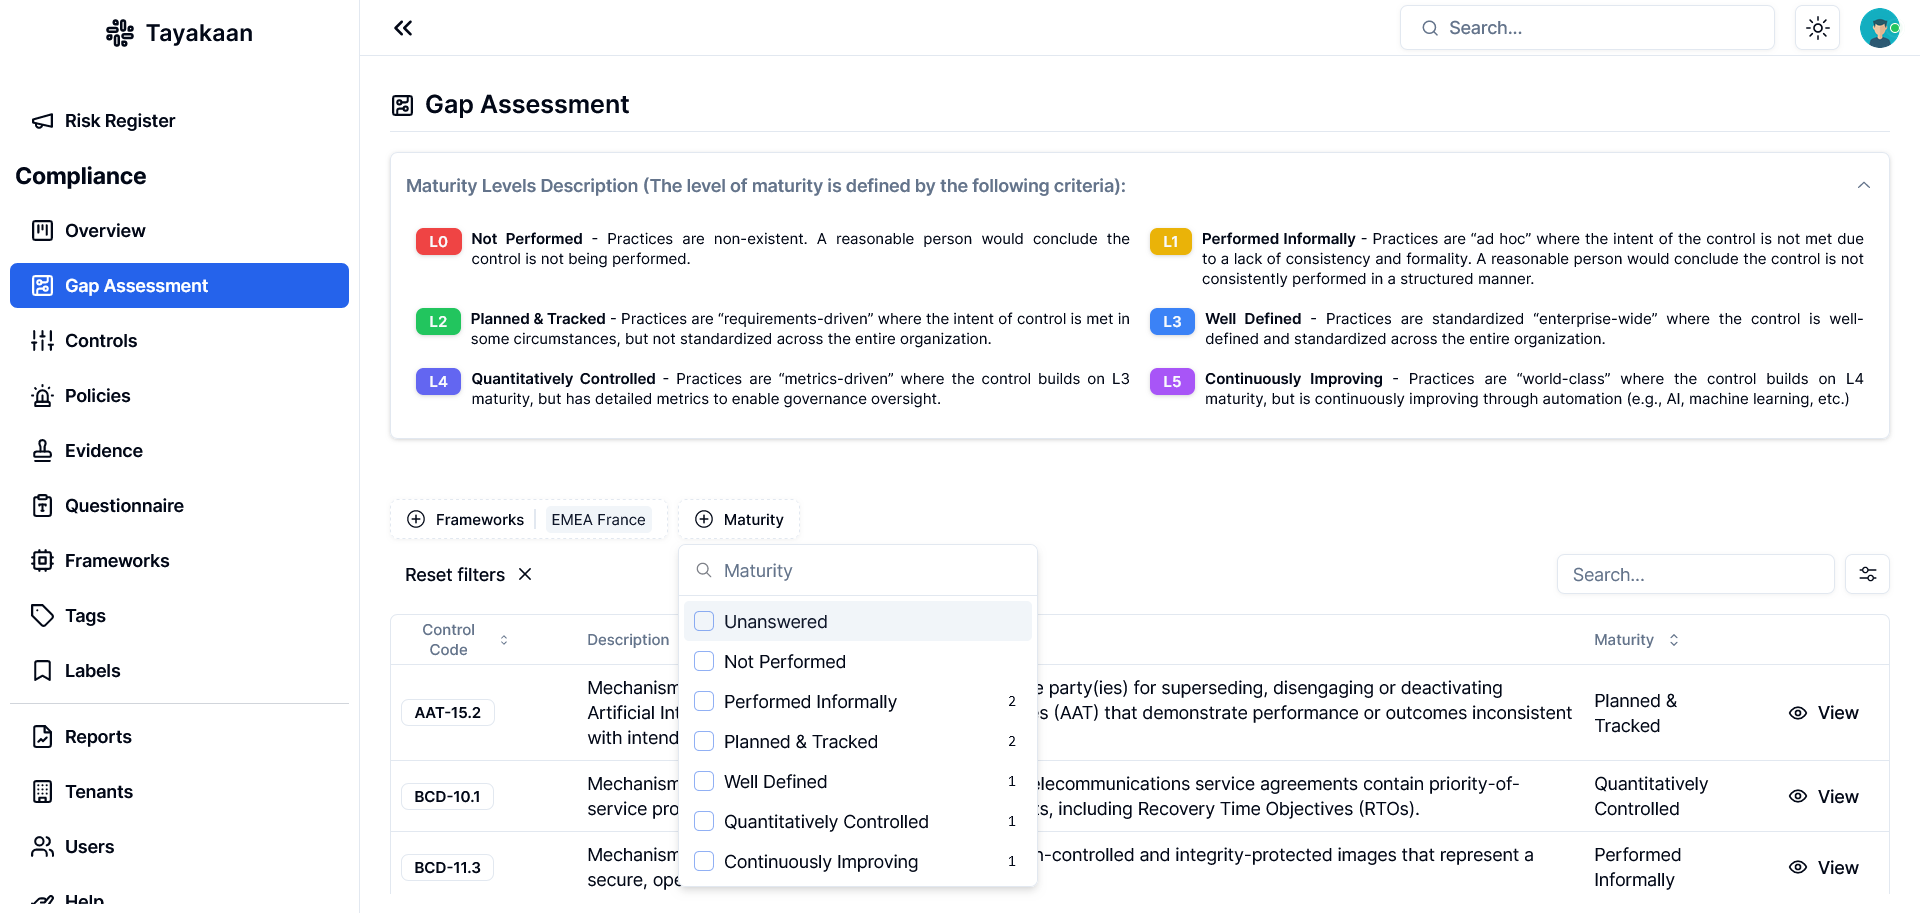 Tayakaan
Search...
Risk Register
Compliance
Overview
Gap Assessment
Controls
Policies
Evidence
Questionnaire
Frameworks
Tags
Labels
Reports
Tenants
Users
Help
Gap Assessment
Maturity Levels Description (The level of maturity is defined by the following criteria):
L0
Not Performed - Practices are non-existent. A reasonable person would conclude the
control is not being performed.
L1
Performed Informally - Practices are “ad hoc” where the intent of the control is not met due
to a lack of consistency and formality. A reasonable person would conclude the control is not
consistently performed in a structured manner.
L2
Planned & Tracked - Practices are “requirements-driven” where the intent of control is met in
some circumstances, but not standardized across the entire organization.
L3
Well Defined - Practices are standardized “enterprise-wide” where the control is well-
defined and standardized across the entire organization.
L4
Quantitatively Controlled - Practices are “metrics-driven” where the control builds on L3
maturity, but has detailed metrics to enable governance oversight.
L5
Continuously Improving - Practices are “world-class” where the control builds on L4
maturity, but is continuously improving through automation (e.g., AI, machine learning, etc.)
Frameworks EMEA France
Maturity
Reset filters
Search...
Maturity
Unanswered
Not Performed
Performed Informally 2
Planned & Tracked 2
Well Defined 1
Quantitatively Controlled 1
Continuously Improving 1
Control
Code
Description
Maturity
AAT-15.2
Mechanism party(ies) for superseding, disengaging or deactivating
Artificial (AAT) that demonstrate performance or outcomes inconsistent
with
Planned &
Tracked
View
BCD-10.1
Mechanism service agreements contain priority-of-
service including Recovery Time Objectives (RTOs).
Quantitatively
Controlled
View
BCD-11.3
Mechanism -controlled and integrity-protected images that represent a
secure,
Performed
Informally
View